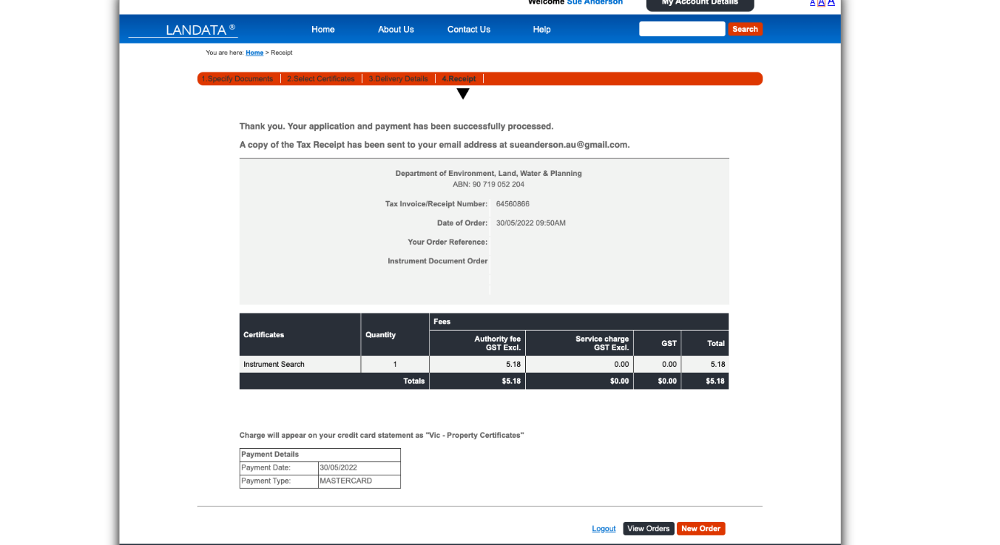 Welcome Sue Anderson
My Account Details
A A A
LANDATA ®
Home About Us Contact Us Help
Search
You are here: Home > Receipt
1.Specify Documents 2.Select Certificates 3.Delivery Details 4.Receipt
Thank you. Your application and payment has been successfully processed.
A copy of the Tax Receipt has been sent to your email address at sueanderson.au@gmail.com.
Department of Environment, Land, Water & Planning
ABN: 90 719 052 204
Tax Invoice/Receipt Number: 64560866
Date of Order: 30/05/2022 09:50AM
Your Order Reference:
Instrument Document Order
Certificates Quantity Fees
Authority fee GST Excl. Service charge GST Excl. GST Total
Instrument Search 1 5.18 0.00 0.00 5.18
Totals $5.18 $0.00 $0.00 $5.18
Charge will appear on your credit card statement as "Vic - Property Certificates"
Payment Details
Payment Date: 30/05/2022
Payment Type: MASTERCARD
Logout View Orders New Order